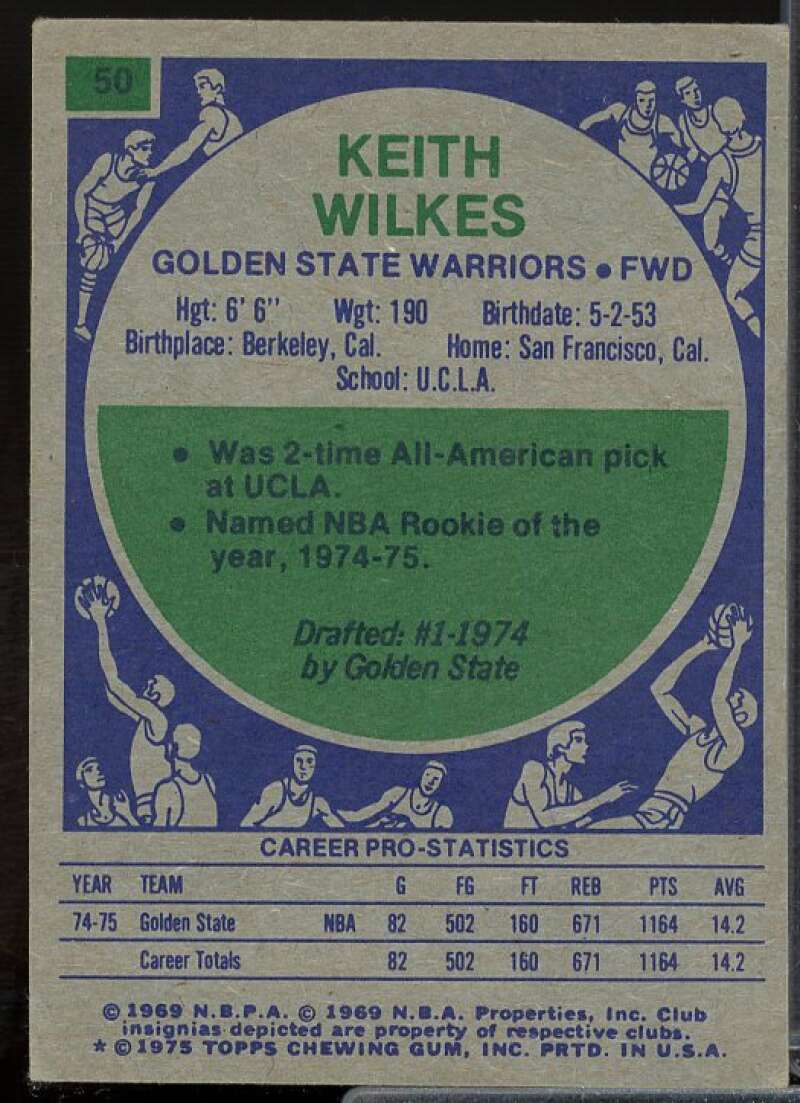 50
KEITH
WILKES
GOLDEN STATE WARRIORS • FWD
Hgt: 6' 6" Wgt: 190 Birthdate: 5-2-53
Birthplace: Berkeley, Cal. Home: San Francisco, Cal.
School: U.C.L.A.
• Was 2-time All-American pick
at UCLA.
• Named NBA Rookie of the
year, 1974-75.
Drafted: #1-1974
by Golden State
CAREER PRO-STATISTICS
YEAR TEAM G FG FT REB PTS AVG
74-75 Golden State NBA 82 502 160 671 1164 14.2
Career Totals 82 502 160 671 1164 14.2
© 1969 N.B.P.A. © 1969 N.B.A. Properties, Inc. Club
insignias depicted are property of respective clubs.
* © 1975 TOPPS CHEWING GUM, INC. PRTD. IN U.S.A.